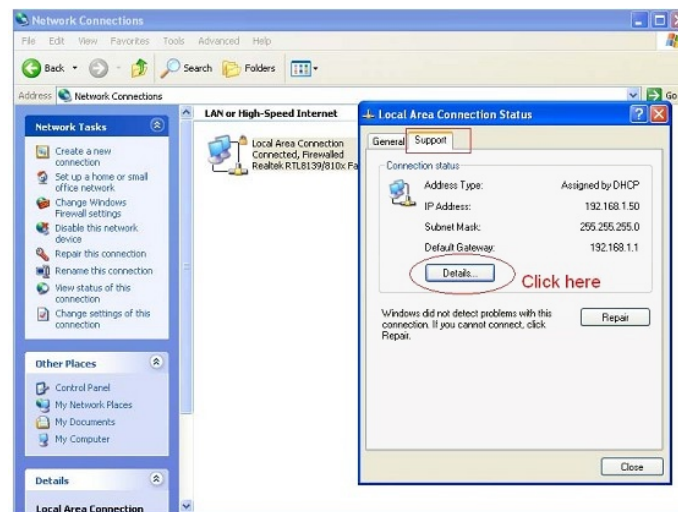 Network Connections
File Edit View Favorites Tools Advanced Help
Back Search Folders
Address Network Connections Go
Network Tasks
Create a new
connection
Set up a home or small
office network
Change Windows
Firewall settings
Disable this network
device
Repair this connection
Rename this connection
View status of this
connection
Change settings of this
connection
Other Places
Control Panel
My Network Places
My Documents
My Computer
Details
Local Area Connection
LAN or High-Speed Internet
Local Area Connection
Connected, Firewalled
Realtek RTL8139/810x Fa
Local Area Connection Status
General Support
Connection status
Address Type: Assigned by DHCP
IP Address: 192.168.1.50
Subnet Mask: 255.255.255.0
Default Gateway: 192.168.1.1
Details...
Click here
Windows did not detect problems with this
connection. If you cannot connect, click
Repair.
Repair
Close